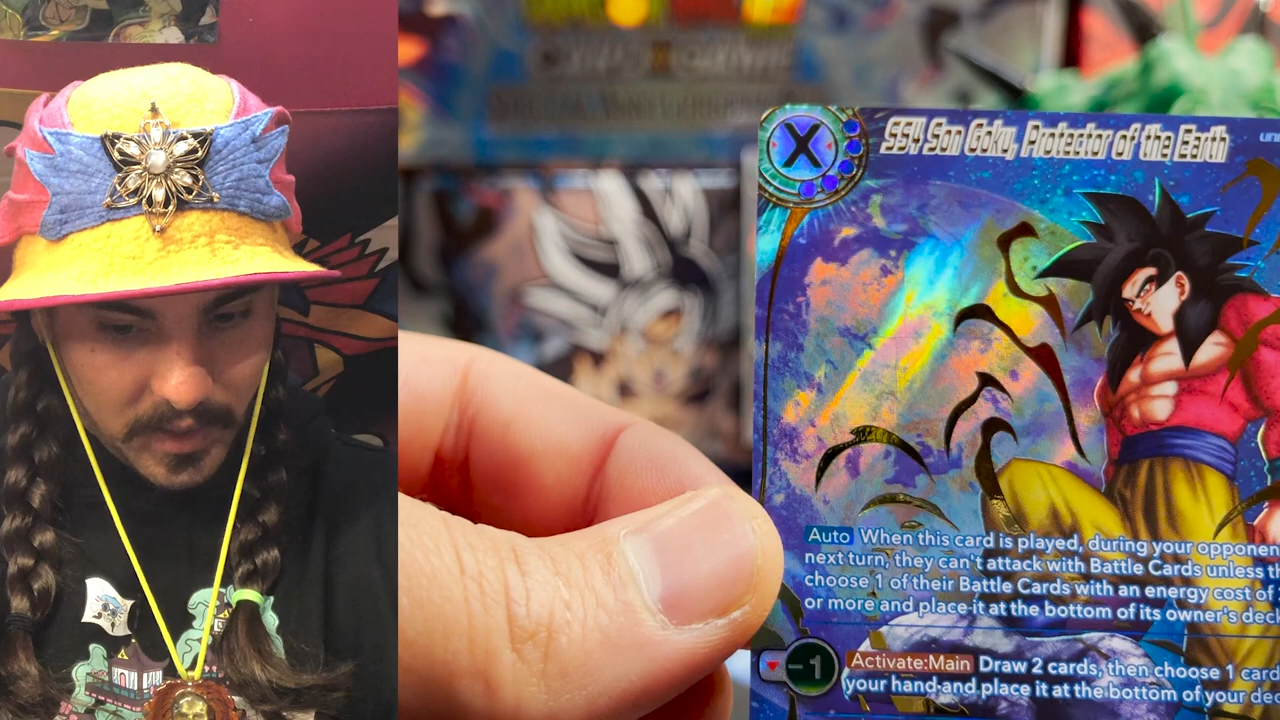 X
SS4 Son Goku, Protector of the Earth
Auto When this card is played, during your opponen
next turn, they can't attack with Battle Cards unless th
choose 1 of their Battle Cards with an energy cost of
or more and place it at the bottom of its owner's deck
-1
Activate:Main Draw 2 cards, then choose 1 card
your hand and place it at the bottom of your dec